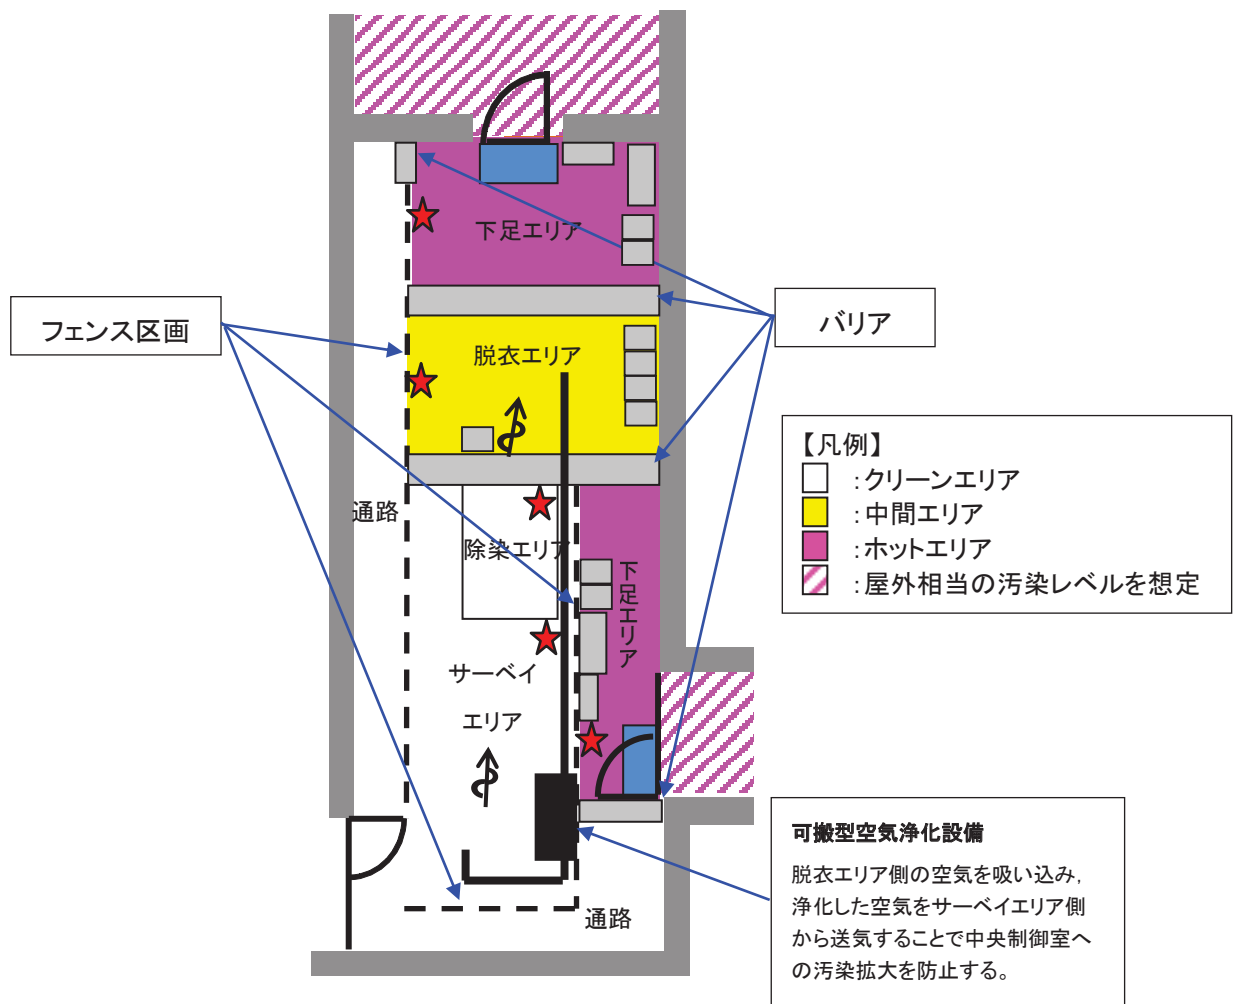 下足エリア
フェンス区画
バリア
脱衣エリア
【凡例】
：クリーンエリア
：中間エリア
：ホットエリア
：屋外相当の汚染レベルを想定
通路
除染エリア
下足エリア
サーベイ
エリア
通路
可搬型空気浄化設備
脱衣エリア側の空気を吸い込み，
浄化した空気をサーベイエリア側
から送気することで中央制御室へ
の汚染拡大を防止する。